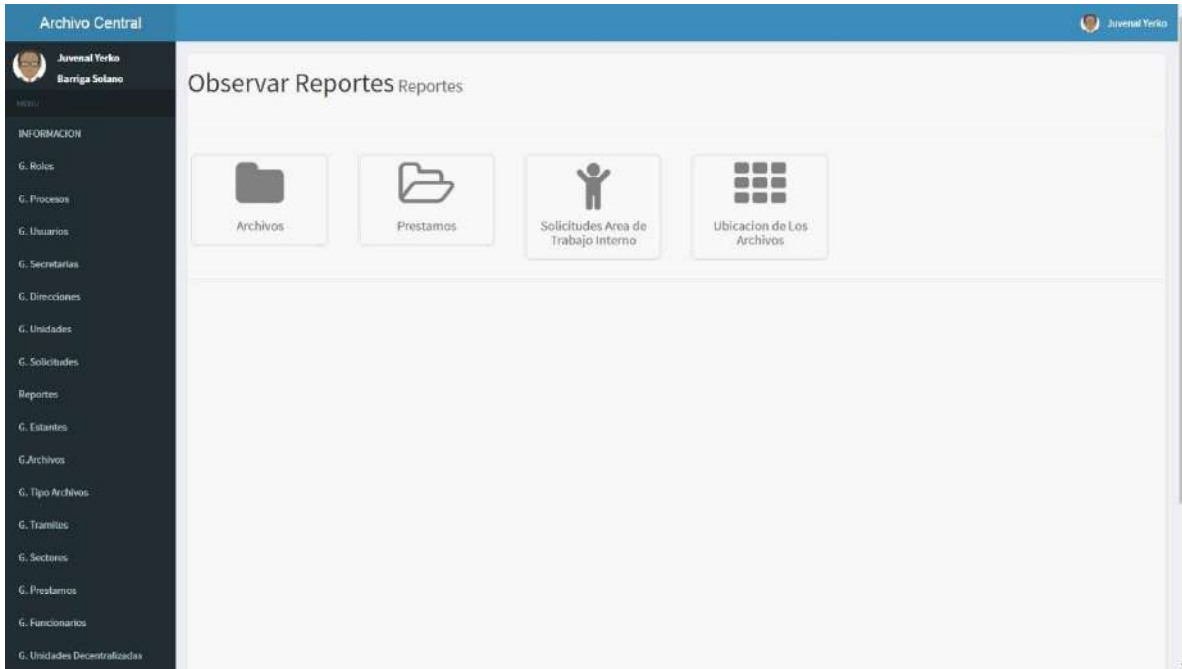 Archivo Central
Juvenal Yerko
Juvenal Yerko
Barriga Solano
MENU
INFORMACION
G. Roles
G. Procesos
G. Usuarios
G. Secretarias
G. Direcciones
G. Unidades
G. Solicitudes
Reportes
G. Estantes
G.Archivos
G. Tipo Archivos
G. Tramites
G. Sectores
G. Prestamos
G. Funcionarios
G. Unidades Decentralizadas
Observar Reportes Reportes
Archivos
Prestamos
Solicitudes Area de
Trabajo Interno
Ubicacion de Los
Archivos